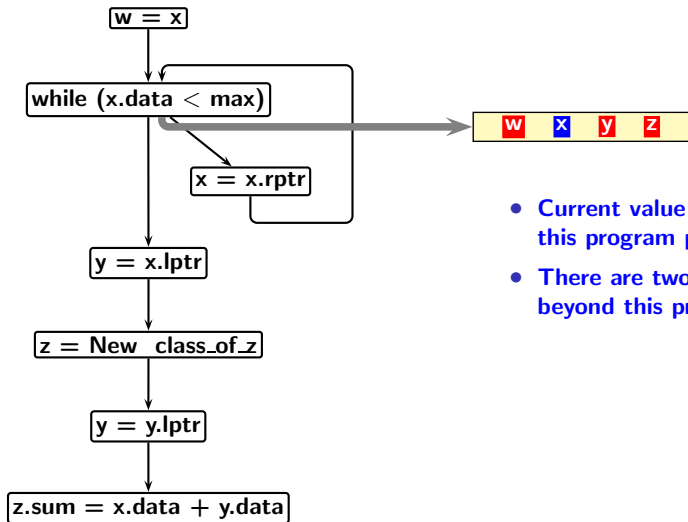 w = x
while (x.data < max)
x = x.rptr
y = x.lptr
z = New class_of_z
y = y.lptr
z.sum = x.data + y.data
w x y z
• Current value
this program p
• There are two
beyond this pr